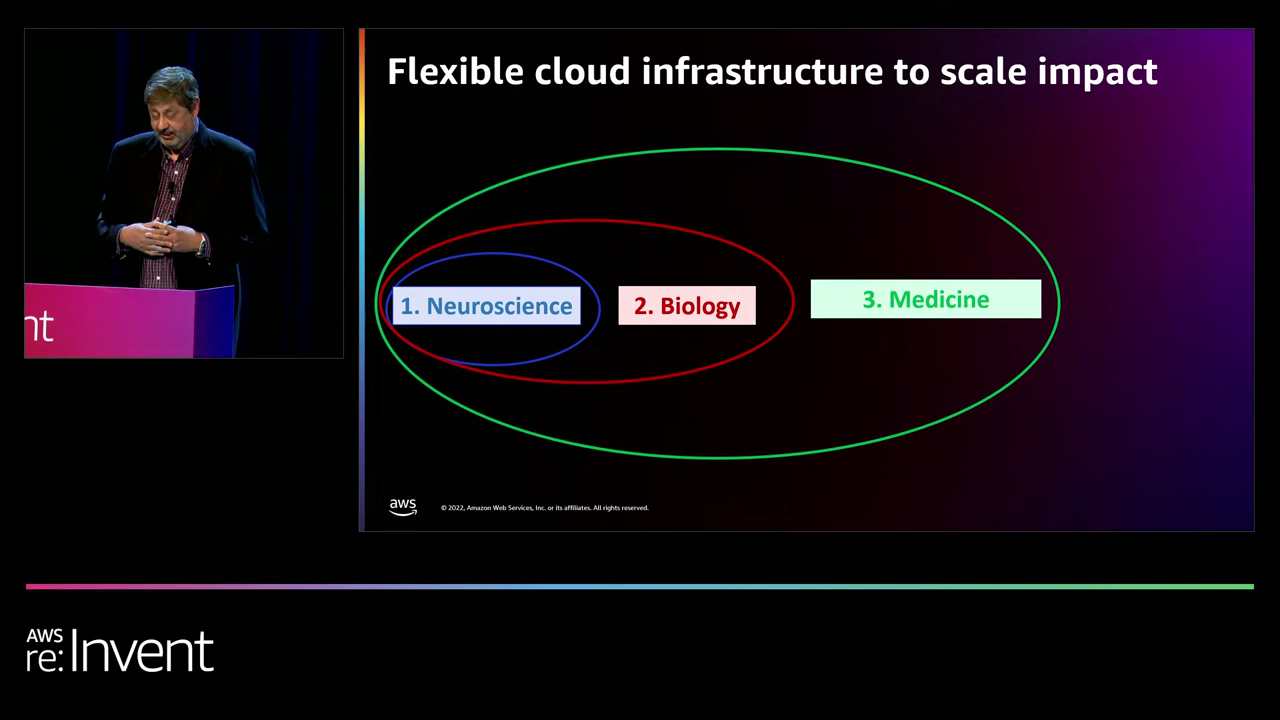 Flexible cloud infrastructure to scale impact
1. Neuroscience
2. Biology
3. Medicine
nt
aws
© 2022, Amazon Web Services, Inc. or its affiliates. All rights reserved.
AWS
re:Invent